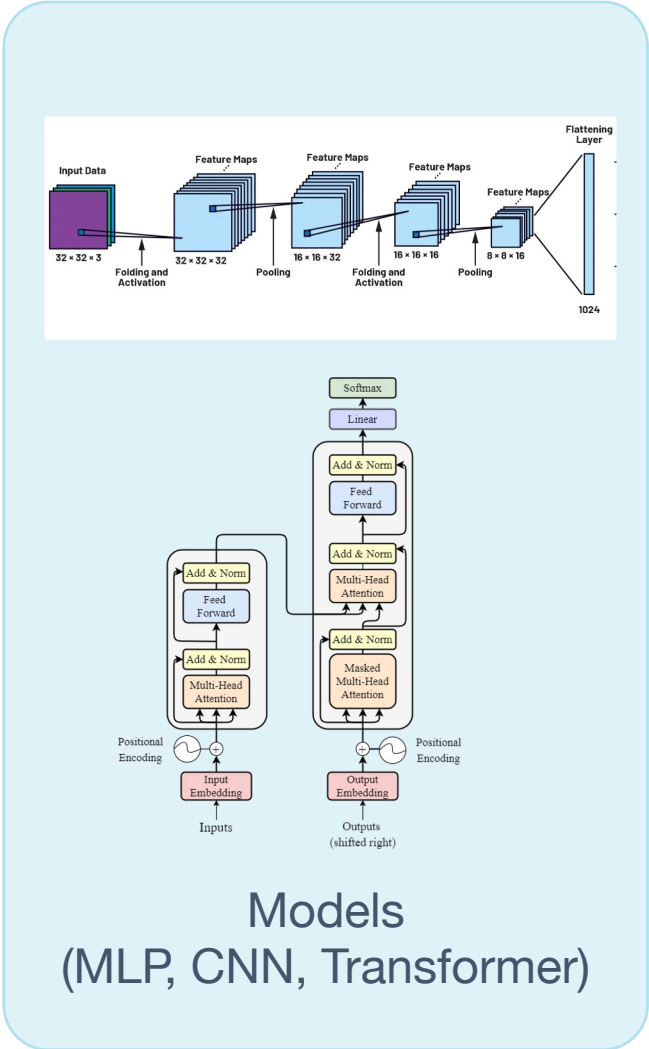 Flattening
Layer
Input Data
Feature Maps
Feature Maps
Feature Maps
Feature Maps
32 × 32 × 3
32 × 32 × 32
16 × 16 × 32
16 × 16 × 16
8 × 8 × 16
Folding and
Activation
Pooling
Folding and
Activation
Pooling
1024
Softmax
Linear
Add & Norm
Feed
Forward
Add & Norm
Multi-Head
Attention
Add & Norm
Masked
Multi-Head
Attention
Add & Norm
Feed
Forward
Add & Norm
Multi-Head
Attention
Positional
Encoding
+
+
Positional
Encoding
Input
Embedding
Output
Embedding
Inputs
Outputs
(shifted right)
Models
(MLP, CNN, Transformer)